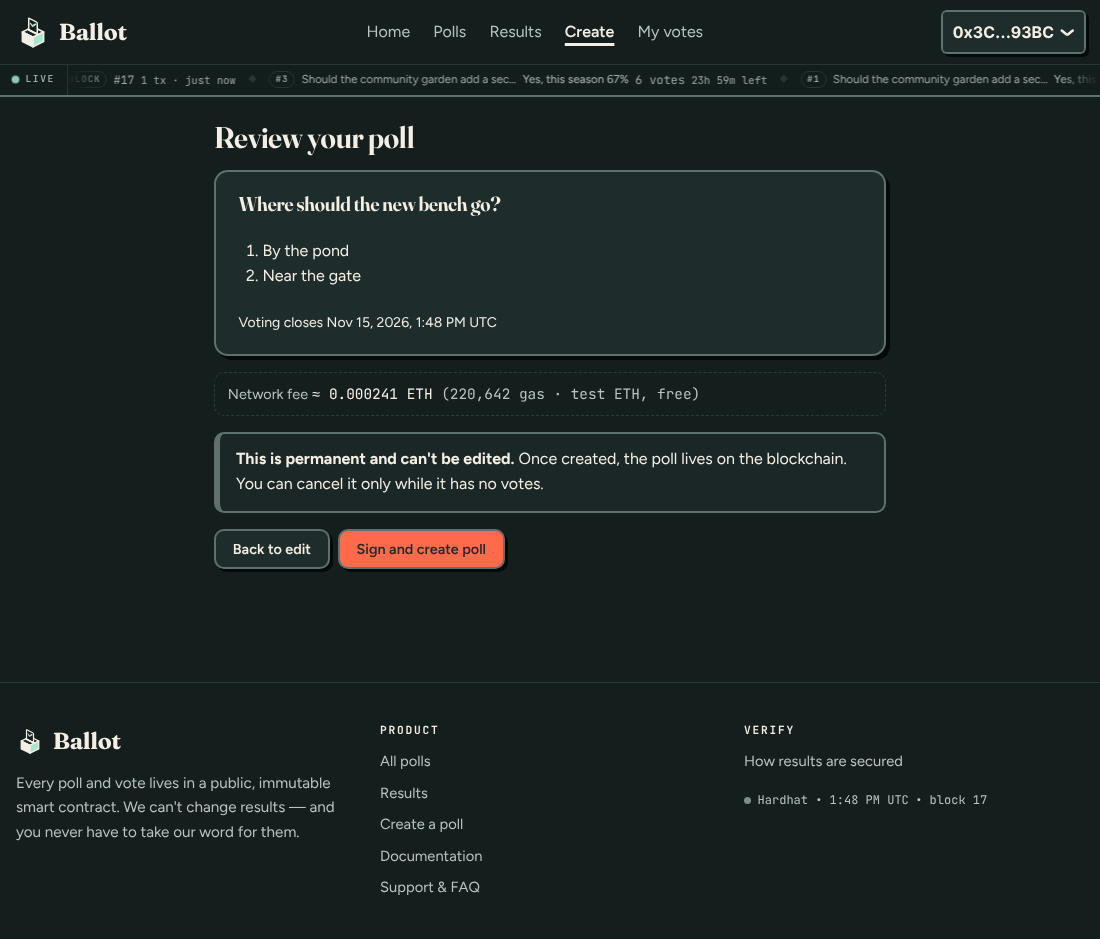 Ballot
Home Polls Results Create My votes
0x3C...93BC
LIVE
#17 1 tx · just now ◆ #3 Should the community garden add a sec... Yes, this season 67% 6 votes 23h 59m left ◆ #1 Should the community garden add a sec... Yes,
Review your poll
Where should the new bench go?
1. By the pond
2. Near the gate
Voting closes Nov 15, 2026, 1:48 PM UTC
Network fee ≈ 0.000241 ETH (220,642 gas · test ETH, free)
This is permanent and can't be edited. Once created, the poll lives on the blockchain.
You can cancel it only while it has no votes.
Back to edit
Sign and create poll
Ballot
Every poll and vote lives in a public, immutable
smart contract. We can't change results — and
you never have to take our word for them.
PRODUCT
All polls
Results
Create a poll
Documentation
Support & FAQ
VERIFY
How results are secured
Hardhat • 1:48 PM UTC • block 17